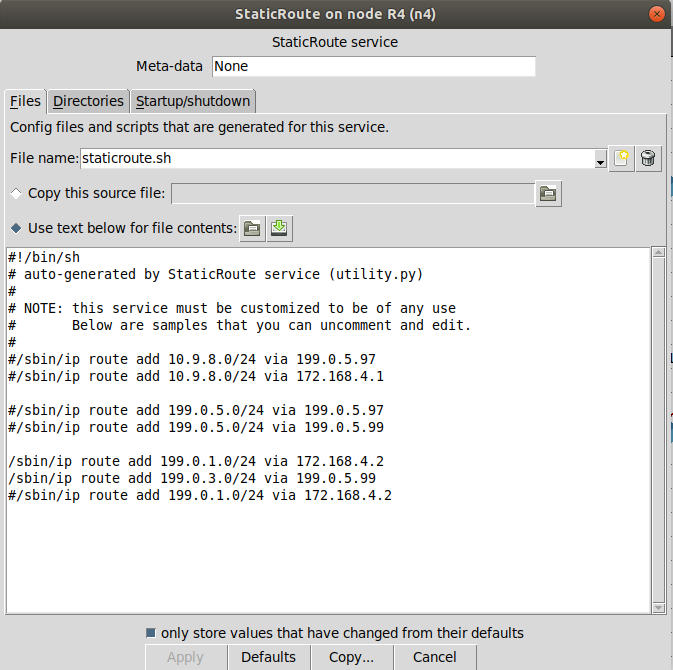 StaticRoute on node R4 (n4)
StaticRoute service
Meta-data None
Files Directories Startup/shutdown
Config files and scripts that are generated for this service.
File name: staticroute.sh
Copy this source file:
Use text below for file contents:
#!/bin/sh
# auto-generated by StaticRoute service (utility.py)
#
# NOTE: this service must be customized to be of any use
#       Below are samples that you can uncomment and edit.
#
#/sbin/ip route add 10.9.8.0/24 via 199.0.5.97
#/sbin/ip route add 10.9.8.0/24 via 172.168.4.1
#/sbin/ip route add 199.0.5.0/24 via 199.0.5.97
#/sbin/ip route add 199.0.5.0/24 via 199.0.5.99
/sbin/ip route add 199.0.1.0/24 via 172.168.4.2
/sbin/ip route add 199.0.3.0/24 via 199.0.5.99
#/sbin/ip route add 199.0.1.0/24 via 172.168.4.2
only store values that have changed from their defaults
Apply Defaults Copy... Cancel